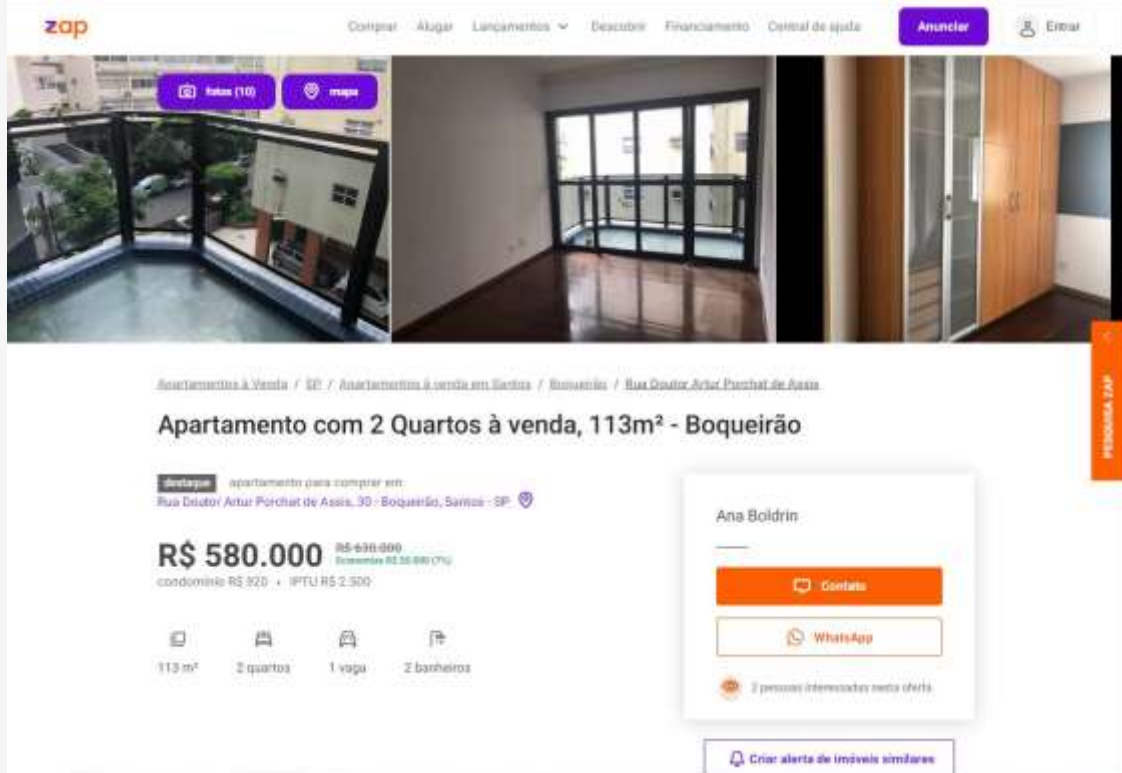 zap
Comprar Alugar Lançamentos Descobrir Financiamento Central de ajuda Anunciar Entrar
fotos (10) mapa
PESQUISA ZAP
Apartamentos à Venda / SP / Apartamentos à venda em Santos / Boqueirão / Rua Doutor Artur Porchat de Assis
Apartamento com 2 Quartos à venda, 113m² - Boqueirão
destaque apartamento para comprar em
Rua Doutor Artur Porchat de Assis, 30 - Boqueirão, Santos - SP
R$ 580.000 R$ 630.000
Economize R$ 50.000 (7%)
condomínio R$ 920 • IPTU R$ 2.500
113 m² 2 quartos 1 vaga 2 banheiros
Ana Boldrin
Contato
WhatsApp
2 pessoas interessadas nesta oferta
Criar alerta de imóveis similares